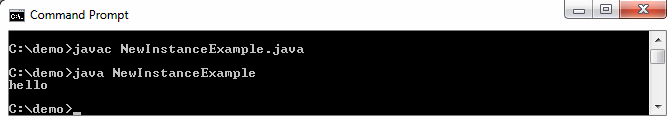 Command Prompt
C:\demo>javac NewInstanceExample.java
C:\demo>java NewInstanceExample
hello
C:\demo>_